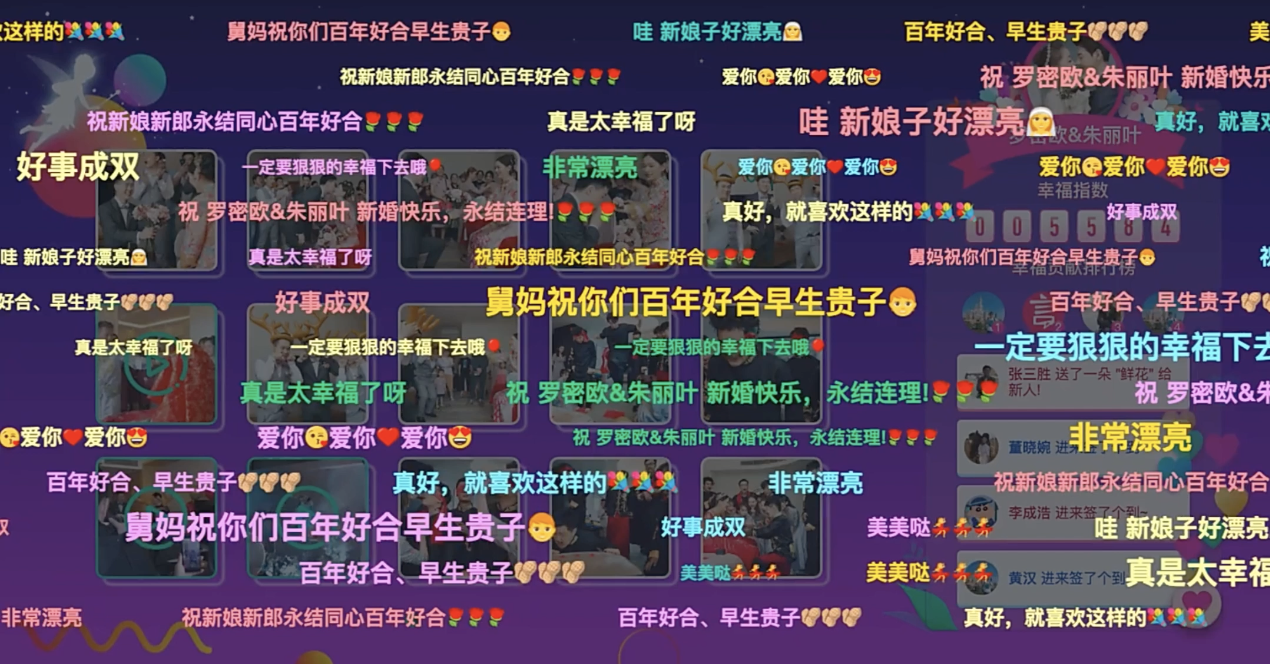 欢这样的💐💐💐
舅妈祝你们百年好合早生贵子👨‍🦰
哇 新娘子好漂亮👰
百年好合、早生贵子🥜🥜🥜
美
祝新娘新郎永结同心百年好合🌹🌹🌹
爱你😘爱你❤️爱你😍
祝 罗密欧&朱丽叶 新婚快乐
祝新娘新郎永结同心百年好合🌹🌹🌹
真是太幸福了呀
哇 新娘子好漂亮👰
真好，就喜欢
罗密欧&朱丽叶
好事成双
一定要狠狠的幸福下去哦🎈
非常漂亮
爱你😘爱你❤️爱你😍
爱你😘爱你❤️爱你😍
幸福指数
祝 罗密欧&朱丽叶 新婚快乐，永结连理!🌹🌹🌹
真好，就喜欢这样的💐💐💐
好事成双
0 0 5 5 8 4
哇 新娘子好漂亮👰
真是太幸福了呀
祝新娘新郎永结同心百年好合🌹🌹🌹
舅妈祝你们百年好合早生贵子👨‍🦰
幸福贡献排行榜
好合、早生贵子🥜🥜🥜
好事成双
舅妈祝你们百年好合早生贵子👨‍🦰
百年好合、早生贵子🥜🥜
真是太幸福了呀
一定要狠狠的幸福下去哦🎈
一定要狠狠的幸福下去哦🎈
一定要狠狠的幸福下去
张三胜 送了一朵 "鲜花" 给
新人!
真是太幸福了呀
祝 罗密欧&朱丽叶 新婚快乐，永结连理!🌹🌹🌹
祝 罗密欧&朱
😘爱你❤️爱你😍
爱你😘爱你❤️爱你😍
祝 罗密欧&朱丽叶 新婚快乐，永结连理!🌹🌹🌹
非常漂亮
董晓婉 进来
百年好合、早生贵子🥜🥜🥜
真好，就喜欢这样的💐💐💐
非常漂亮
祝新娘新郎永结同心百年好合
李成浩 进来签了个到~
双
舅妈祝你们百年好合早生贵子👨‍🦰
好事成双
美美哒💃💃💃
哇 新娘子好漂亮
百年好合、早生贵子🥜🥜🥜
美美哒💃💃💃
美美哒💃💃💃
黄汉 进来签了个到
真是太幸福
非常漂亮
祝新娘新郎永结同心百年好合🌹🌹🌹
百年好合、早生贵子🥜🥜🥜
真好，就喜欢这样的💐💐💐